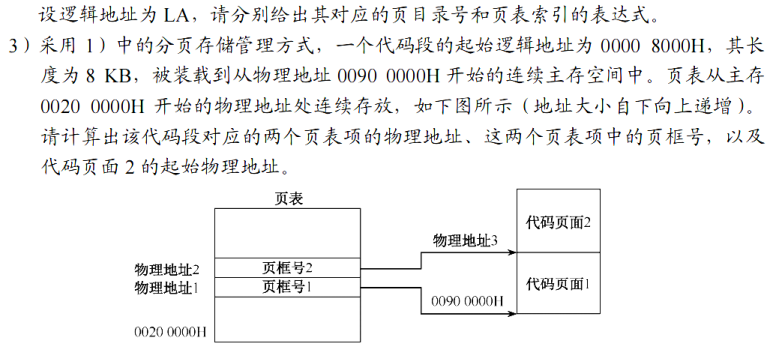 设逻辑地址为 LA，请分别给出其对应的页目录号和页表索引的表达式。
3）采用 1）中的分页存储管理方式，一个代码段的起始逻辑地址为 0000 8000H，其长
度为 8 KB，被装载到从物理地址 0090 0000H 开始的连续主存空间中。页表从主存
0020 0000H 开始的物理地址处连续存放，如下图所示（地址大小自下向上递增）。
请计算出该代码段对应的两个页表项的物理地址、这两个页表项中的页框号，以及
代码页面 2 的起始物理地址。
页表
代码页面2
物理地址3
物理地址2
页框号2
物理地址1
页框号1
代码页面1
0090 0000H
0020 0000H